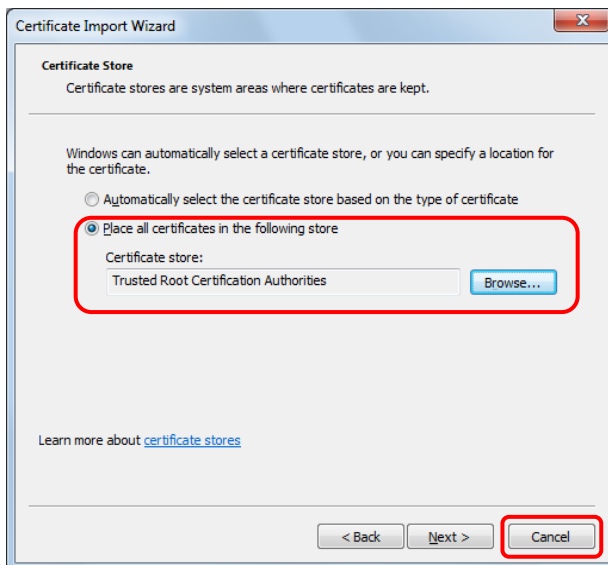 Certificate Import Wizard
Certificate Store
Certificate stores are system areas where certificates are kept.
Windows can automatically select a certificate store, or you can specify a location for
the certificate.
Automatically select the certificate store based on the type of certificate
Place all certificates in the following store
Certificate store:
Trusted Root Certification Authorities
Browse...
Learn more about certificate stores
< Back
Next >
Cancel